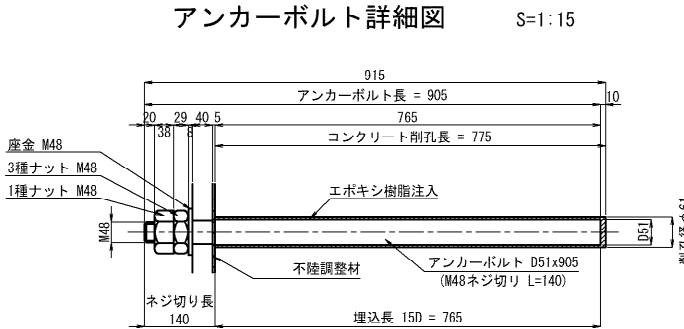 アンカーボルト詳細図 S=1:15
915
アンカーボルト長 = 905
10
20 38 29 8 40 5 765
コンクリート削孔長 = 775
座金 M48
3種ナット M48
1種ナット M48
エポキシ樹脂注入
M48
D51
アンカーボルト D51x905
(M48ネジ切リ L=140)
不陸調整材
ネジ切り長
140
埋込長 15D = 765